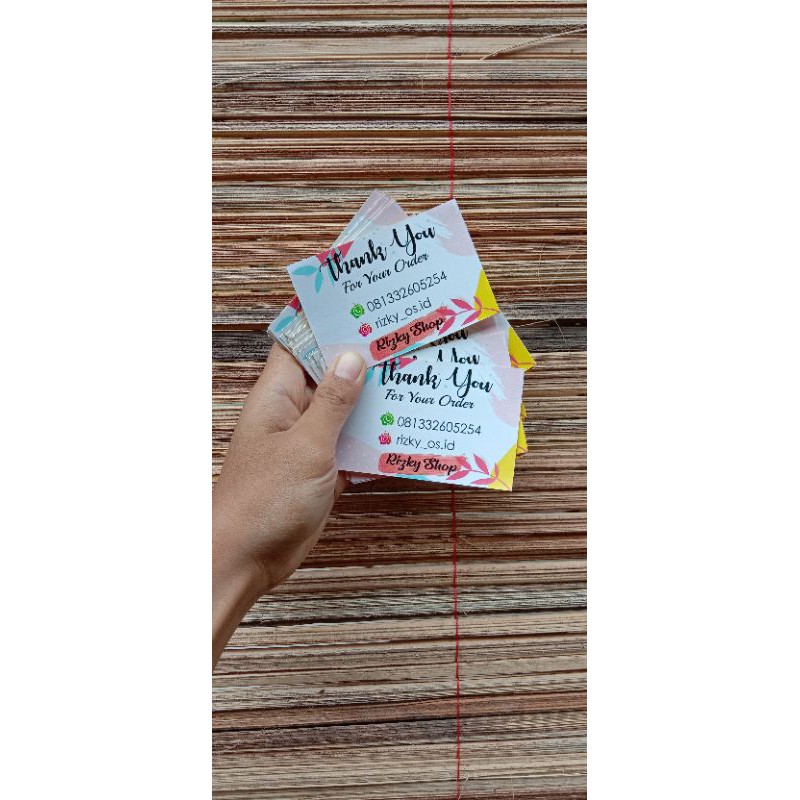 Thank You
For Your Order
081332605254
rizky_os.id
Rizky Shop
You
Thank You
For Your Order
081332605254
rizky_os.id
Rizky Shop